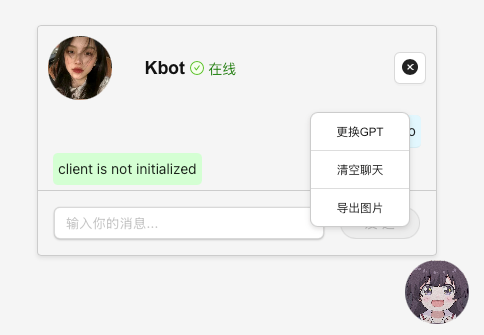 Kbot 在线
更换GPT
清空聊天
client is not initialized
导出图片
输入你的消息...